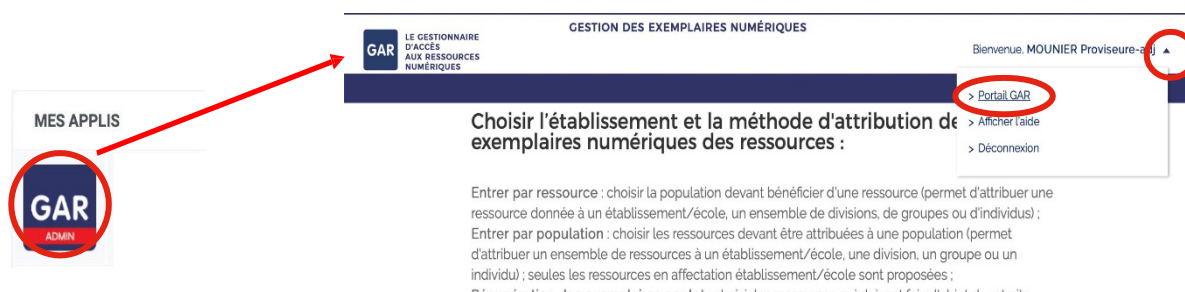 MES APPLIS
GAR
ADMIN
GESTION DES EXEMPLAIRES NUMÉRIQUES
GAR
LE GESTIONNAIRE
D'ACCÈS
AUX RESSOURCES
NUMÉRIQUES
Bienvenue, MOUNIER Proviseure-adj ▲
> Portail GAR
> Afficher l'aide
> Déconnexion
Choisir l'établissement et la méthode d'attribution de
exemplaires numériques des ressources :
Entrer par ressource : choisir la population devant bénéficier d'une ressource (permet d'attribuer une
ressource donnée à un établissement/école, un ensemble de divisions, de groupes ou d'individus) ;
Entrer par population : choisir les ressources devant être attribuées à une population (permet
d'attribuer un ensemble de ressources à un établissement/école, une division, un groupe ou un
individu) ; seules les ressources en affectation établissement/école sont proposées ;